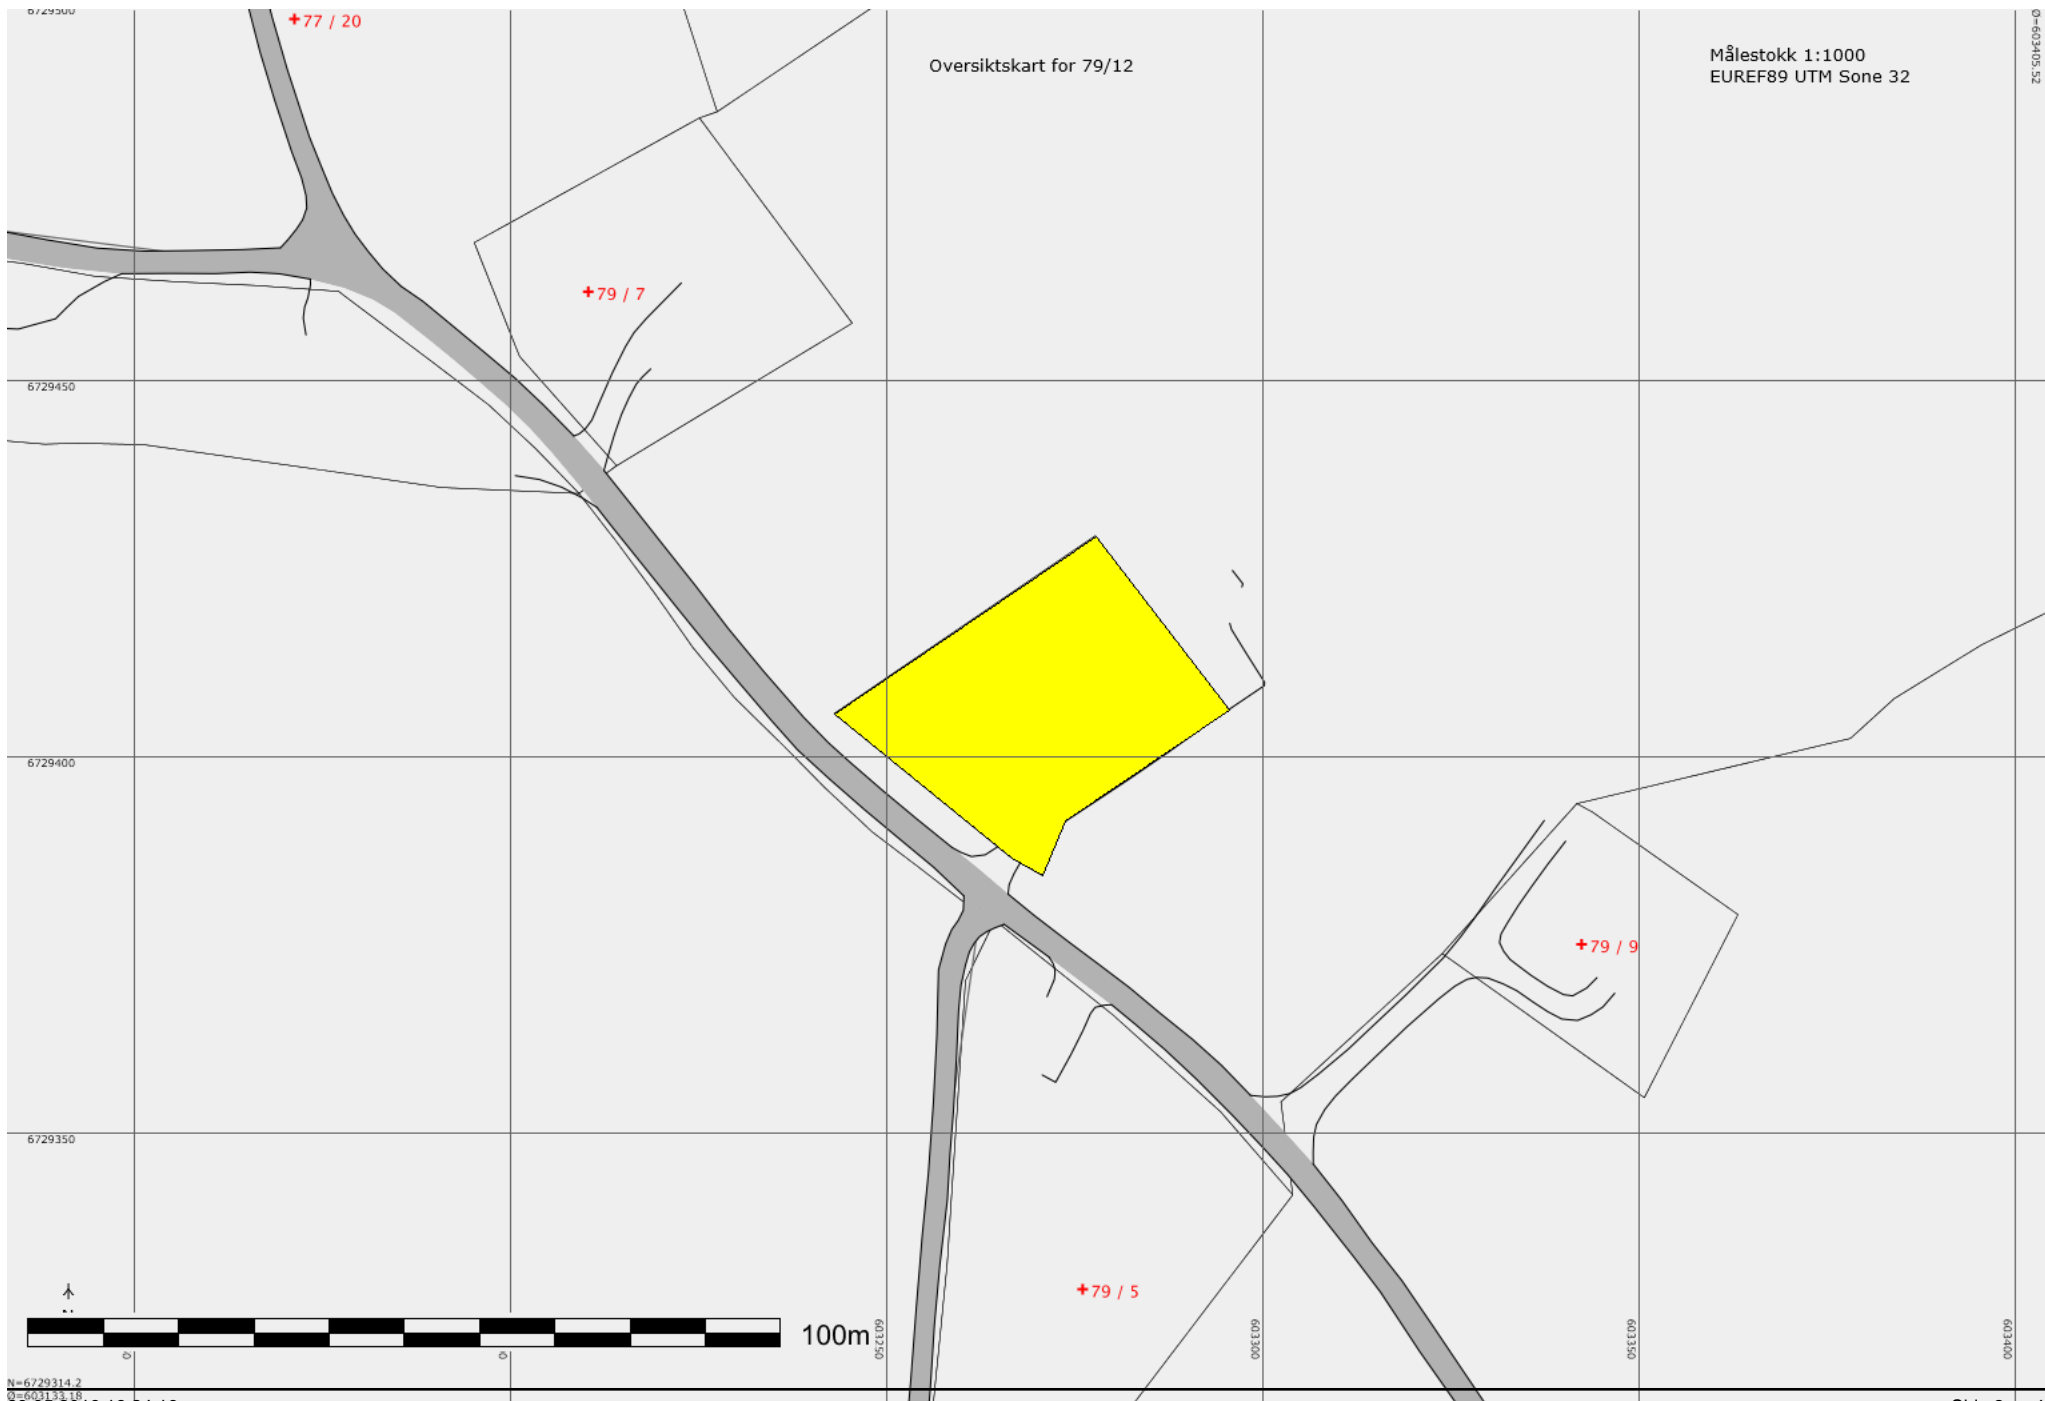 6729500
+77 / 20
Oversiktskart for 79/12
Målestokk 1:1000
EUREF89 UTM Sone 32
Ø=603405.52
+79 / 7
6729450
6729400
+79 / 9
6729350
+79 / 5
100m
603250
603300
603350
603400
N=6729314.2
Ø=603133.18